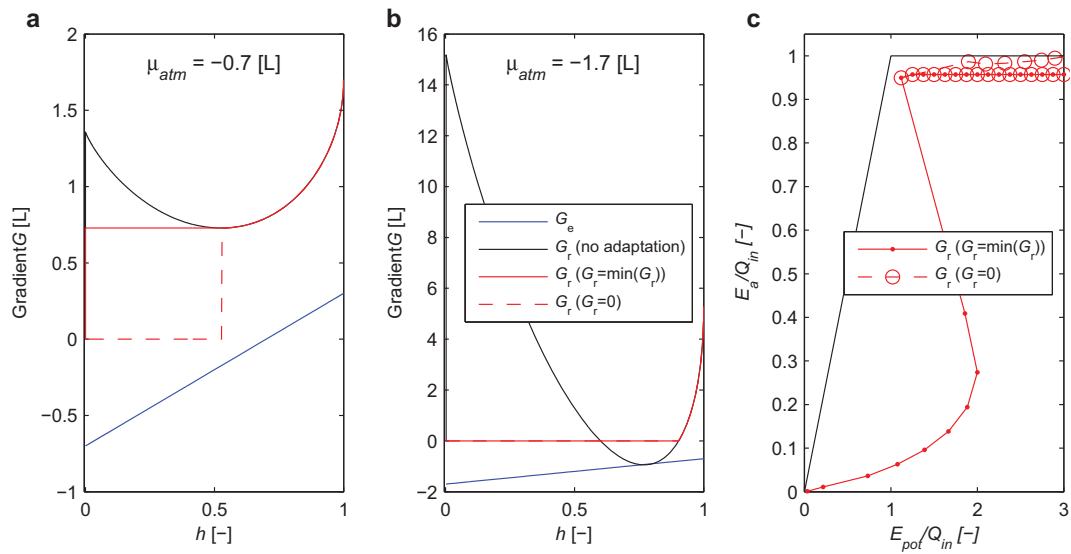 a
μatm = −0.7 [L]
Gradient G [L]
2
1.5
1
0.5
0
−0.5
−1
0
0.5
1
h [−]
b
μatm = −1.7 [L]
Gradient G [L]
16
14
12
10
8
6
4
2
0
−2
Ge
Gr (no adaptation)
Gr (Gr=min(Gr))
Gr (Gr=0)
0
0.5
1
h [−]
c
Ea/Qin [−]
1
0.9
0.8
0.7
0.6
0.5
0.4
0.3
0.2
0.1
0
Gr (Gr=min(Gr))
Gr (Gr=0)
0
1
2
3
Epot/Qin [−]